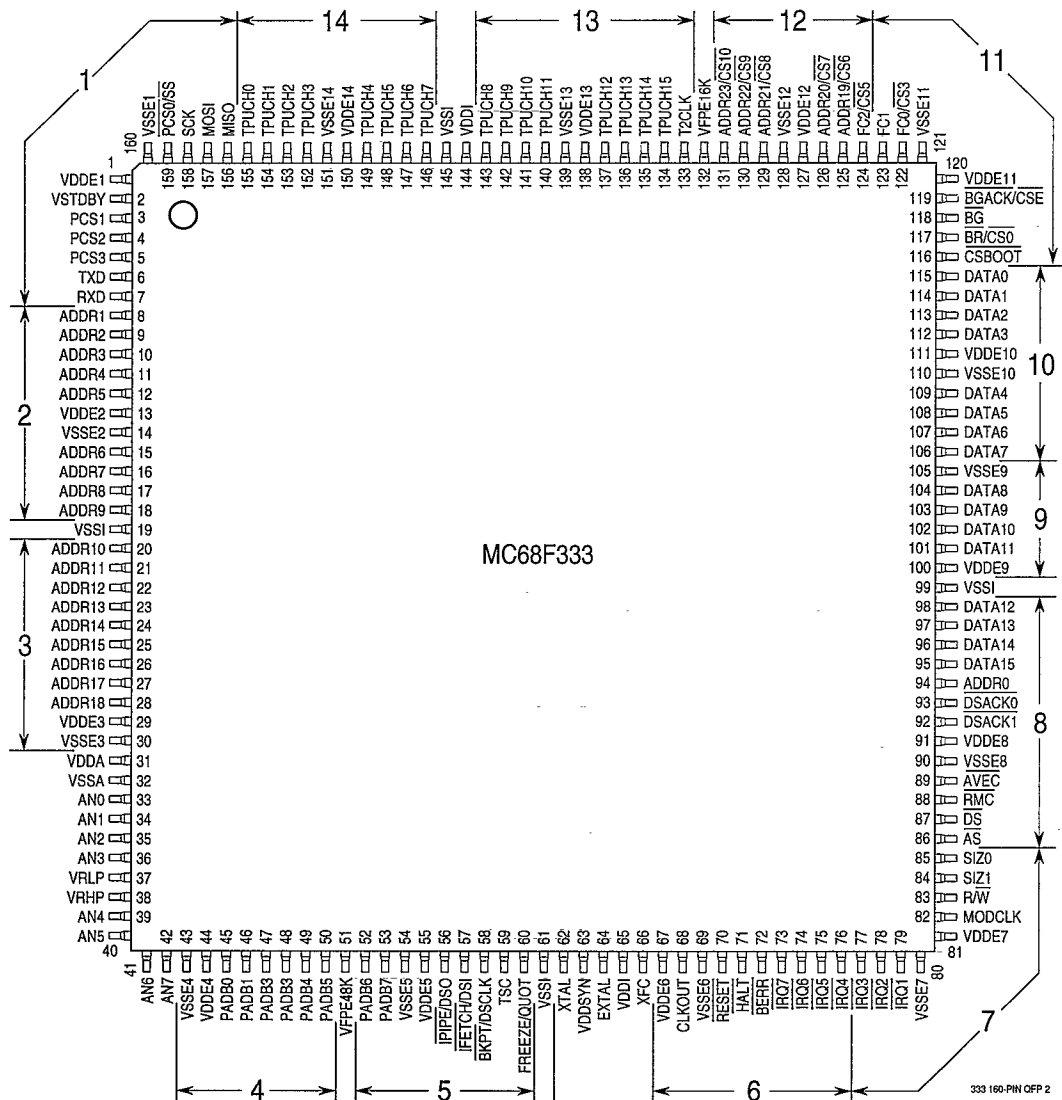 14
13
12
1
11
VSSE1
PCS0/SS
SCK
MOSI
MISO
TPUCH0
TPUCH1
TPUCH2
TPUCH3
VSSE14
VDDE14
TPUCH4
TPUCH5
TPUCH6
TPUCH7
VSSI
VDDI
TPUCH8
TPUCH9
TPUCH10
TPUCH11
VSSE13
VDDE13
TPUCH12
TPUCH13
TPUCH14
TPUCH15
T2CLK
VFPE16K
ADDR23/CS10
ADDR22/CS9
ADDR21/CS8
VSSE12
VDDE12
ADDR20/CS7
ADDR19/CS6
FC2/CS5
FC1
FC0/CS3
VSSE11
160
159
158
157
156
155
154
153
152
151
150
149
148
147
146
145
144
143
142
141
140
139
138
137
136
135
134
133
132
131
130
129
128
127
126
125
124
123
122
121
VDDE1 1
VSTDBY 2
PCS1 3
PCS2 4
PCS3 5
TXD 6
RXD 7
ADDR1 8
ADDR2 9
ADDR3 10
ADDR4 11
ADDR5 12
VDDE2 13
VSSE2 14
ADDR6 15
ADDR7 16
ADDR8 17
ADDR9 18
VSSI 19
ADDR10 20
ADDR11 21
ADDR12 22
ADDR13 23
ADDR14 24
ADDR15 25
ADDR16 26
ADDR17 27
ADDR18 28
VDDE3 29
VSSE3 30
VDDA 31
VSSA 32
AN0 33
AN1 34
AN2 35
AN3 36
VRLP 37
VRHP 38
AN4 39
AN5 40
2
3
MC68F333
120 VDDE11
119 BGACK/CSE
118 BG
117 BR/CS0
116 CSBOOT
115 DATA0
114 DATA1
113 DATA2
112 DATA3
111 VDDE10
110 VSSE10
109 DATA4
108 DATA5
107 DATA6
106 DATA7
105 VSSE9
104 DATA8
103 DATA9
102 DATA10
101 DATA11
100 VDDE9
99 VSSI
98 DATA12
97 DATA13
96 DATA14
95 DATA15
94 ADDR0
93 DSACK0
92 DSACK1
91 VDDE8
90 VSSE8
89 AVEC
88 RMC
87 DS
86 AS
85 SIZ0
84 SIZ1
83 R/W
82 MODCLK
81 VDDE7
10
9
8
41
42
43
44
45
46
47
48
49
50
51
52
53
54
55
56
57
58
59
60
61
62
63
64
65
66
67
68
69
70
71
72
73
74
75
76
77
78
79
80
AN6
AN7
VSSE4
VDDE4
PADB0
PADB1
PADB3
PADB3
PADB4
PADB5
VFPE48K
PADB6
PADB7
VSSE5
VDDE5
IPIPE/DSO
IFETCH/DSI
BKPT/DSCLK
TSC
FREEZE/QUOT
VSSI
XTAL
VDDSYN
EXTAL
VDDI
XFC
VDDE6
CLKOUT
VSSE6
RESET
HALT
BERR
IRQ7
IRQ6
IRQ5
IRQ4
IRQ3
IRQ2
IRQ1
VSSE7
4
5
6
7
333 160-PIN QFP 2